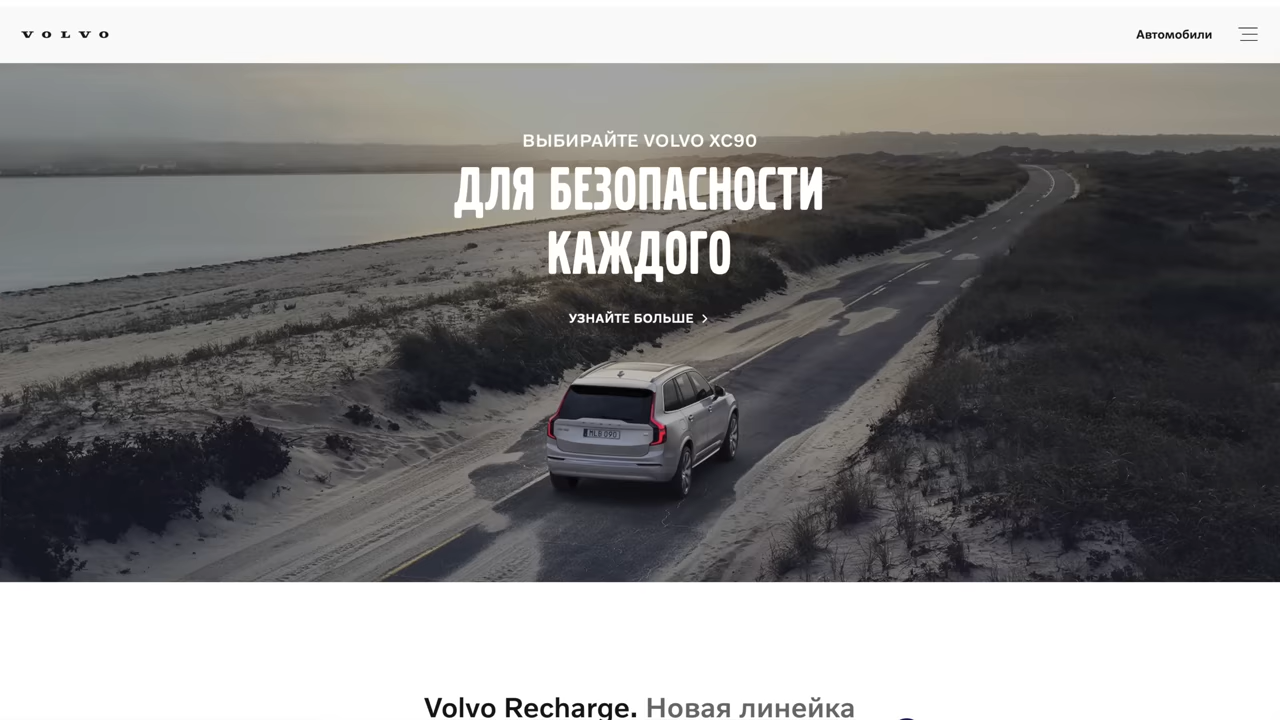 VOLVO
Автомобили
ВЫБИРАЙТЕ VOLVO XC90
ДЛЯ БЕЗОПАСНОСТИ
КАЖДОГО
УЗНАЙТЕ БОЛЬШЕ
Volvo Recharge. Новая линейка